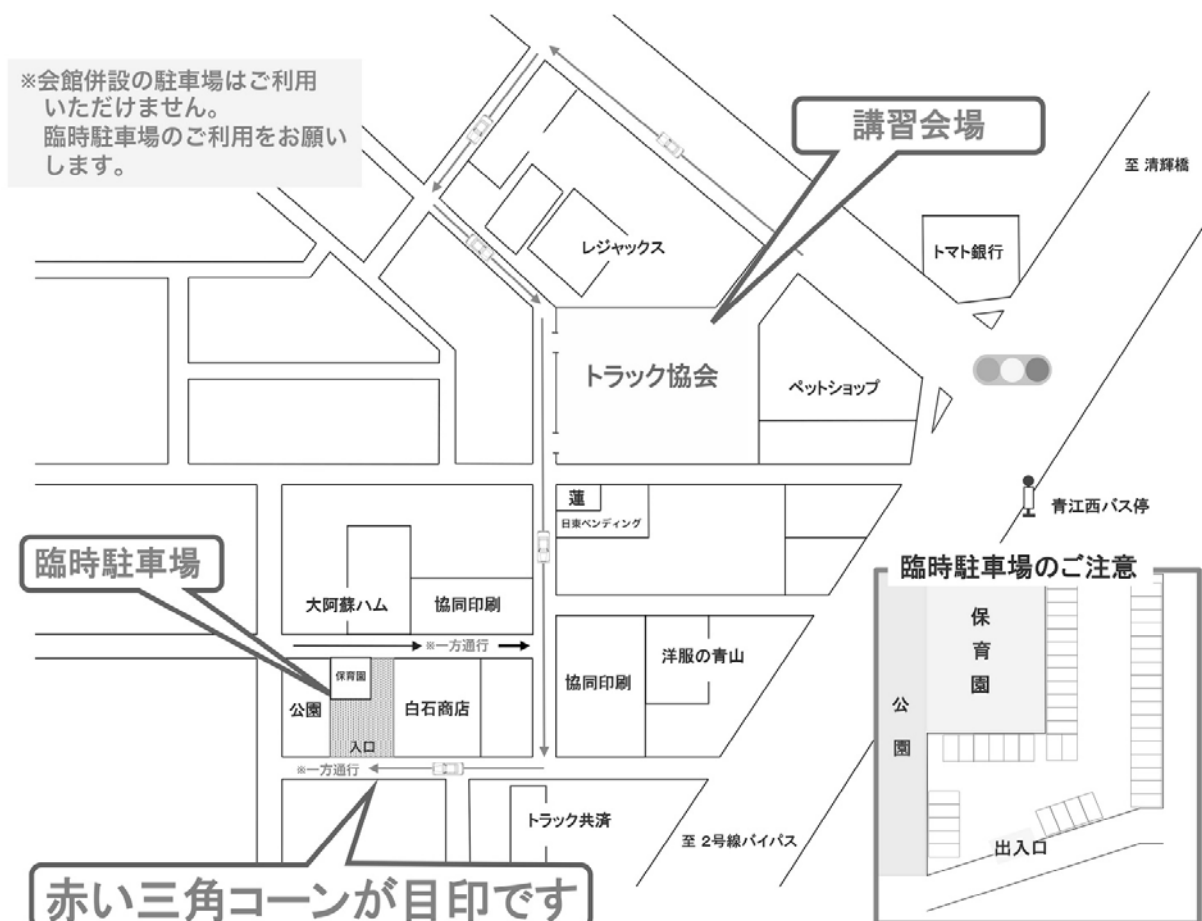 ※会館併設の駐車場はご利用
いただけません。
臨時駐車場のご利用をお願い
します。
講習会場
至 清輝橋
レジャックス
トマト銀行
トラック協会
ペットショップ
蓮
日東ベンディング
青江西バス停
臨時駐車場
大阿蘇ハム
協同印刷
※一方通行
保育園
公園
白石商店
入口
協同印刷
洋服の青山
※一方通行
トラック共済
至 2号線バイパス
赤い三角コーンが目印です
臨時駐車場のご注意
保育園
公園
出入口